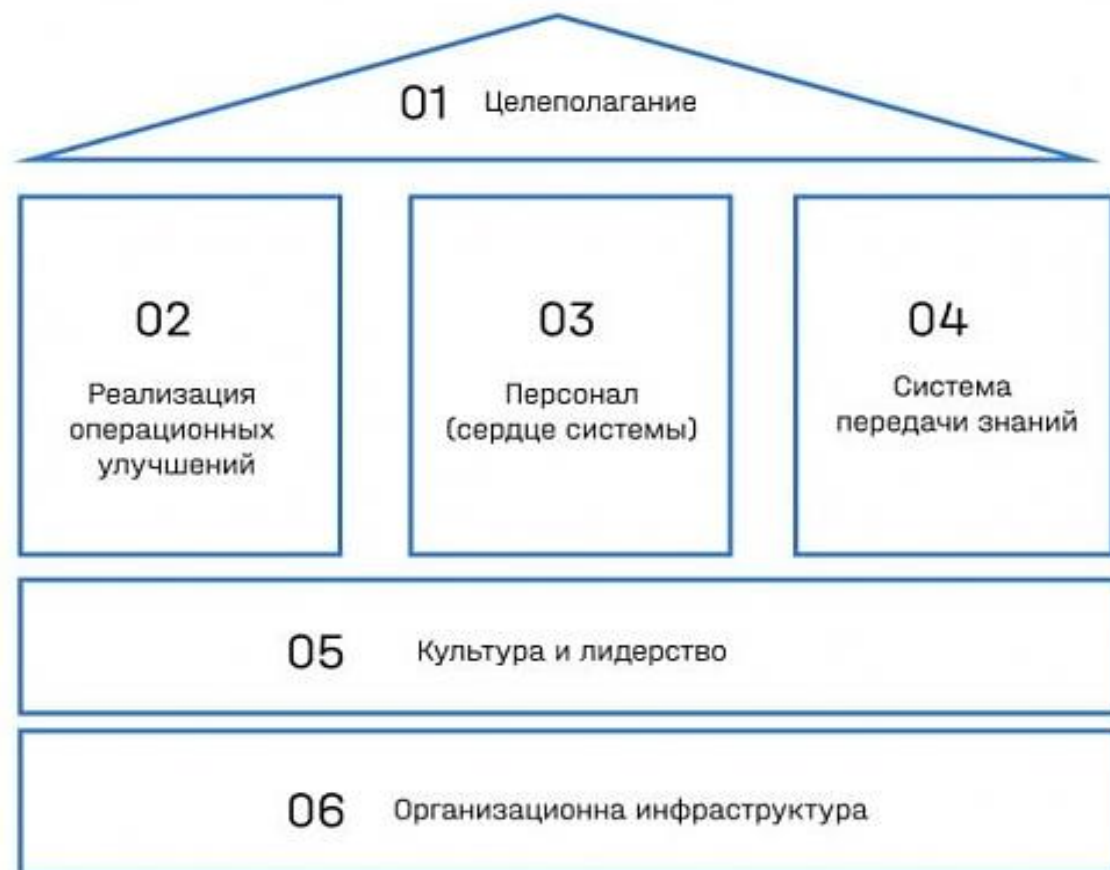 01 Целеполагание
02
Реализация
операционных
улучшений
03
Персонал
(сердце системы)
04
Система
передачи знаний
05 Культура и лидерство
06 Организационна инфраструктура